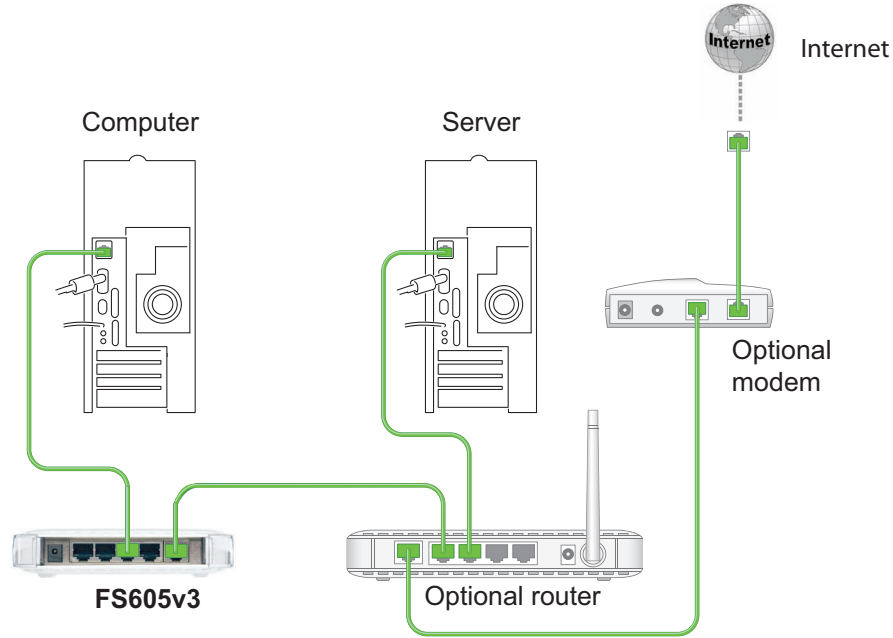 Internet
Internet
Computer
Server
Optional
modem
FS605v3
Optional router